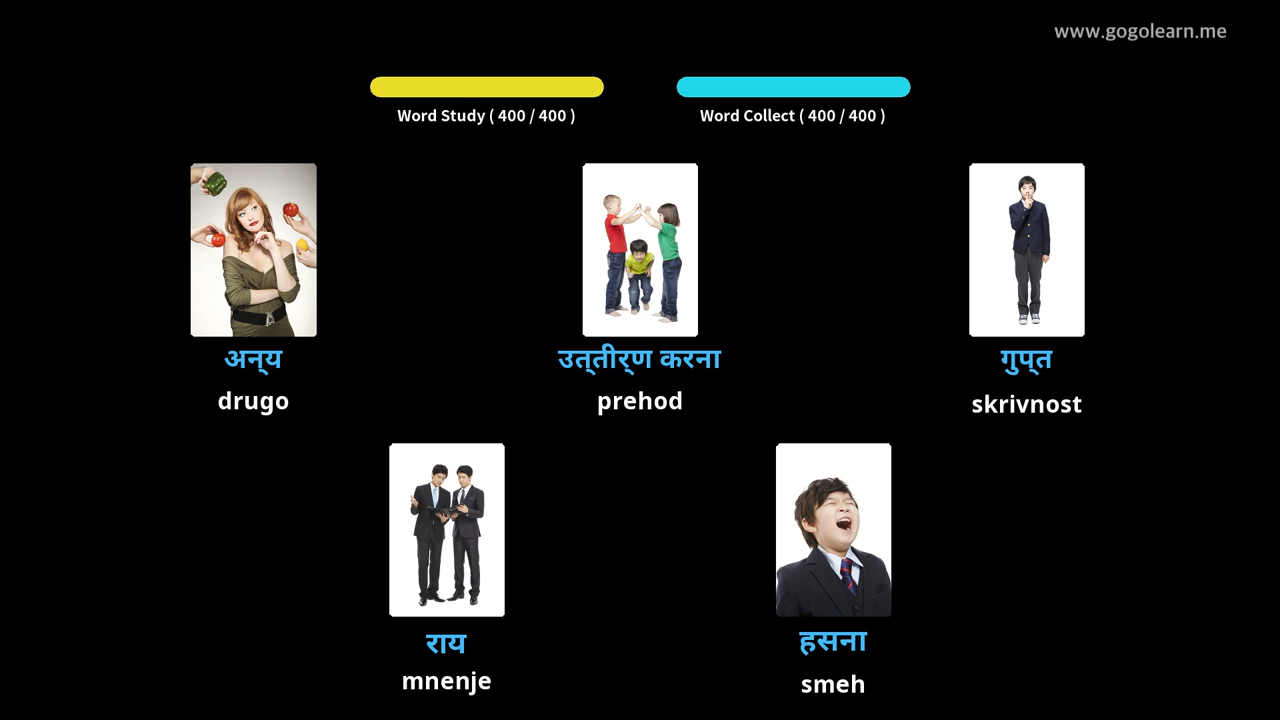 www.gogolearn.me
Word Study ( 400 / 400 )
Word Collect ( 400 / 400 )
अन्य
उत्तीर्ण करना
गुप्त
drugo
prehod
skrivnost
राय
हसना
mnenje
smeh